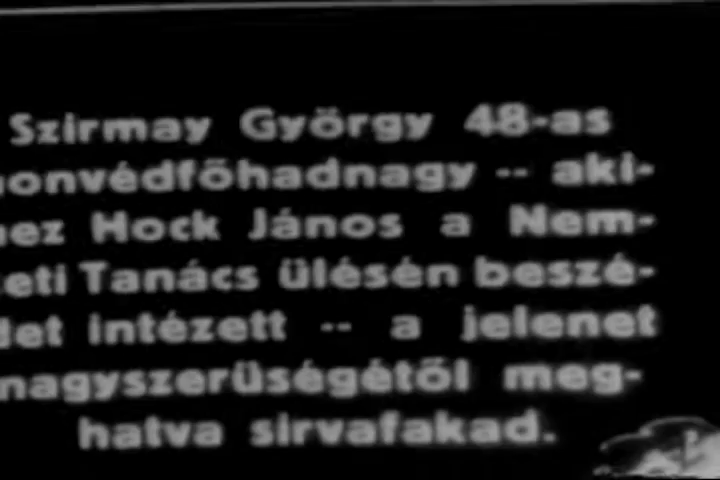 Szirmay György 48-as
honvédfőhadnagy -- aki-
hez Hock János a Nem-
zeti Tanács ülésén beszé-
det intézett -- a jelenet
nagyszerüségétől meg-
hatva sirvafakad.